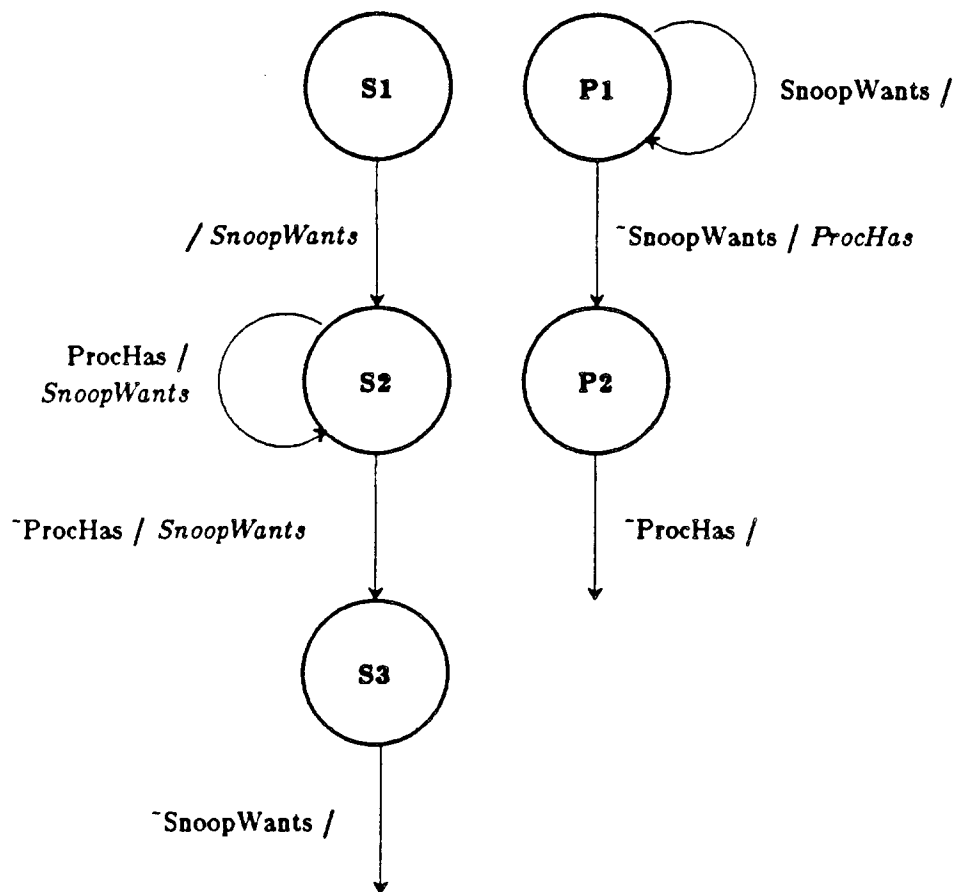 S1
P1
SnoopWants /
/ SnoopWants
~SnoopWants / ProcHas
ProcHas /
SnoopWants
S2
P2
~ProcHas / SnoopWants
~ProcHas /
S3
~SnoopWants /